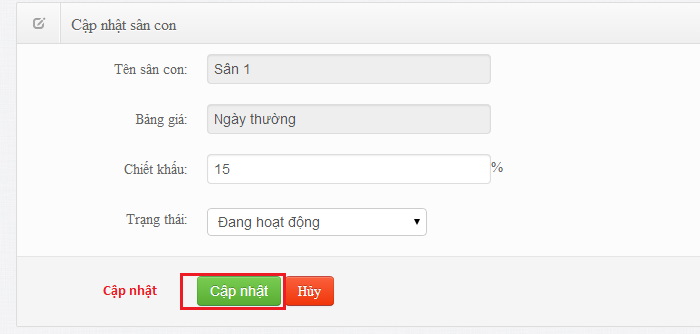 Cập nhật sân con
Tên sân con: Sân 1
Bảng giá: Ngày thường
Chiết khấu: 15 %
Trạng thái: Đang hoạt động
Cập nhật Cập nhật Hủy